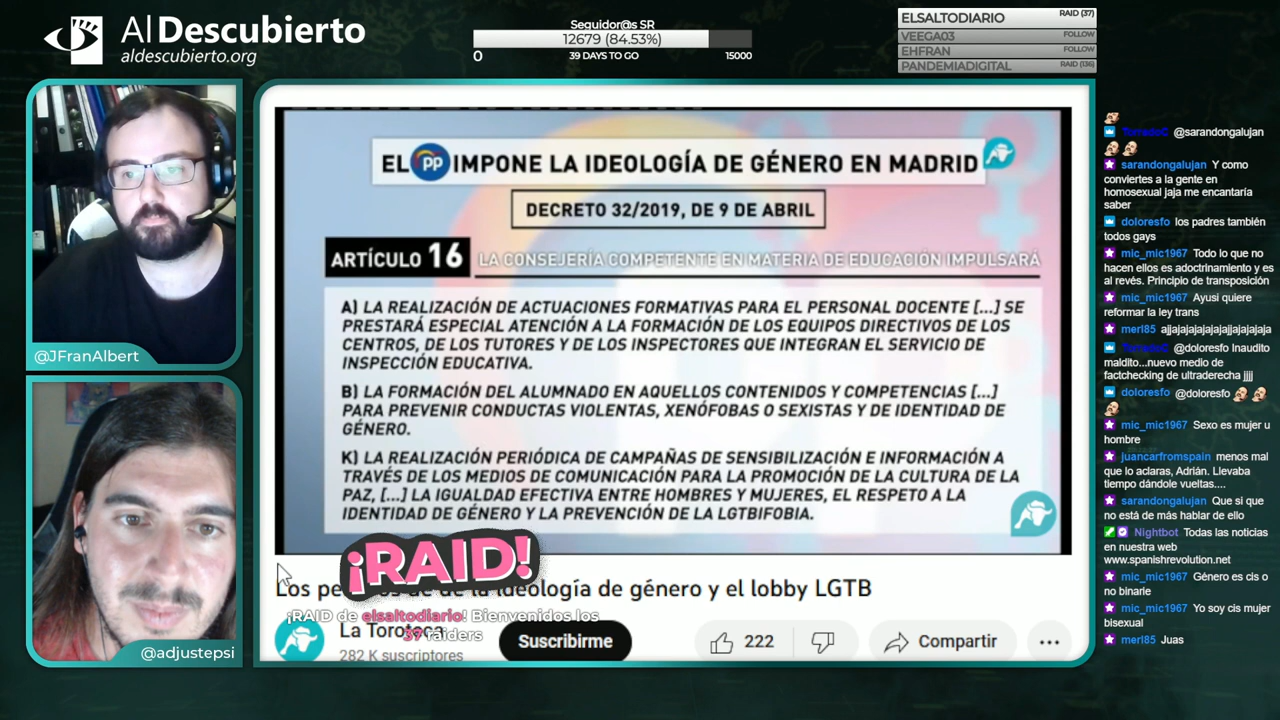 Al Descubierto
aldescubierto.org
Seguidor@s SR
12679 (84.53%)
0
39 DAYS TO GO
15000
ELSALTODIARIO RAID (37)
VEEGA03 FOLLOW
EHFRAN FOLLOW
PANDEMIADIGITAL RAID (136)
@JFranAlbert
@adjustepsi
EL PP IMPONE LA IDEOLOGÍA DE GÉNERO EN MADRID
DECRETO 32/2019, DE 9 DE ABRIL
ARTÍCULO 16 LA CONSEJERÍA COMPETENTE EN MATERIA DE EDUCACIÓN IMPULSARÁ
A) LA REALIZACIÓN DE ACTUACIONES FORMATIVAS PARA EL PERSONAL DOCENTE [...] SE
PRESTARÁ ESPECIAL ATENCIÓN A LA FORMACIÓN DE LOS EQUIPOS DIRECTIVOS DE LOS
CENTROS, DE LOS TUTORES Y DE LOS INSPECTORES QUE INTEGRAN EL SERVICIO DE
INSPECCIÓN EDUCATIVA.
B) LA FORMACIÓN DEL ALUMNADO EN AQUELLOS CONTENIDOS Y COMPETENCIAS [...]
PARA PREVENIR CONDUCTAS VIOLENTAS, XENÓFOBAS O SEXISTAS Y DE IDENTIDAD DE
GÉNERO.
K) LA REALIZACIÓN PERIÓDICA DE CAMPAÑAS DE SENSIBILIZACIÓN E INFORMACIÓN A
TRAVÉS DE LOS MEDIOS DE COMUNICACIÓN PARA LA PROMOCIÓN DE LA CULTURA DE LA
PAZ, [...] LA IGUALDAD EFECTIVA ENTRE HOMBRES Y MUJERES, EL RESPETO A LA
IDENTIDAD DE GÉNERO Y LA PREVENCIÓN DE LA LGTBIFOBIA.
¡RAID!
Los de la ideología de género y el lobby LGTB
¡RAID de elsaltodiario! Bienvenidos los
raiders
La Toroteca
282 K suscriptores
Suscribirme
222
Compartir
TorradoC @sarandongalujan
sarandongalujan Y como
conviertes a la gente en
homosexual jaja me encantaría
saber
doloresfo los padres también
todos gays
mic_mic1967 Todo lo que no
hacen ellos es adoctrinamiento y es
al revés. Principio de transposición
mic_mic1967 Ayusi quiere
reformar la ley trans
merl85 ajjajajajajajajjajajajaja
TorradoC @doloresfo Inaudito
maldito...nuevo medio de
factchecking de ultraderecha jjjj
doloresfo @doloresfo
mic_mic1967 Sexo es mujer u
hombre
juancarfromspain menos mal
que lo aclaras, Adrián. Llevaba
tiempo dándole vueltas....
sarandongalujan Que si que
no está de más hablar de ello
Nightbot Todas las noticias
en nuestra web
www.spanishrevolution.net
mic_mic1967 Género es cis o
no binarie
mic_mic1967 Yo soy cis mujer
bisexual
merl85 Juas